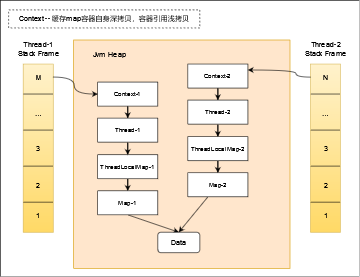 Context-- 缓存map容器自身深拷贝，容器引用浅拷贝
Thread-1
Stack Frame
M
...
3
2
1
Jvm Heap
Context-1
Thread-1
ThreadLocalMap-1
Map-1
Context-2
Thread-2
ThreadLocalMap-2
Map-2
Data
Thread-2
Stack Frame
N
...
3
2
1